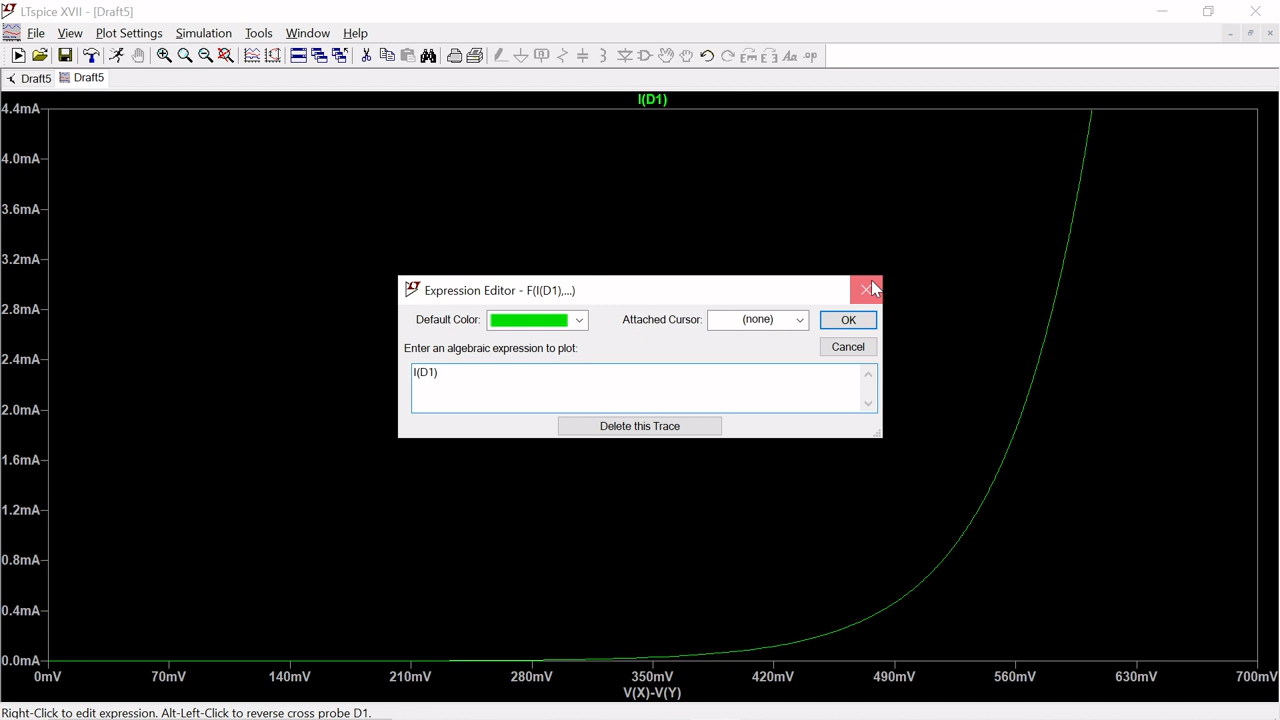 LTspice XVII - [Draft5]
File View Plot Settings Simulation Tools Window Help
Draft5 Draft5
I(D1)
4.4mA
4.0mA
3.6mA
3.2mA
2.8mA
2.4mA
2.0mA
1.6mA
1.2mA
0.8mA
0.4mA
0.0mA
Expression Editor - F(I(D1),...)
Default Color: Attached Cursor: (none) OK
Enter an algebraic expression to plot: Cancel
I(D1)
Delete this Trace
0mV 70mV 140mV 210mV 280mV 350mV 420mV 490mV 560mV 630mV 700mV
V(X)-V(Y)
Right-Click to edit expression. Alt-Left-Click to reverse cross probe D1.